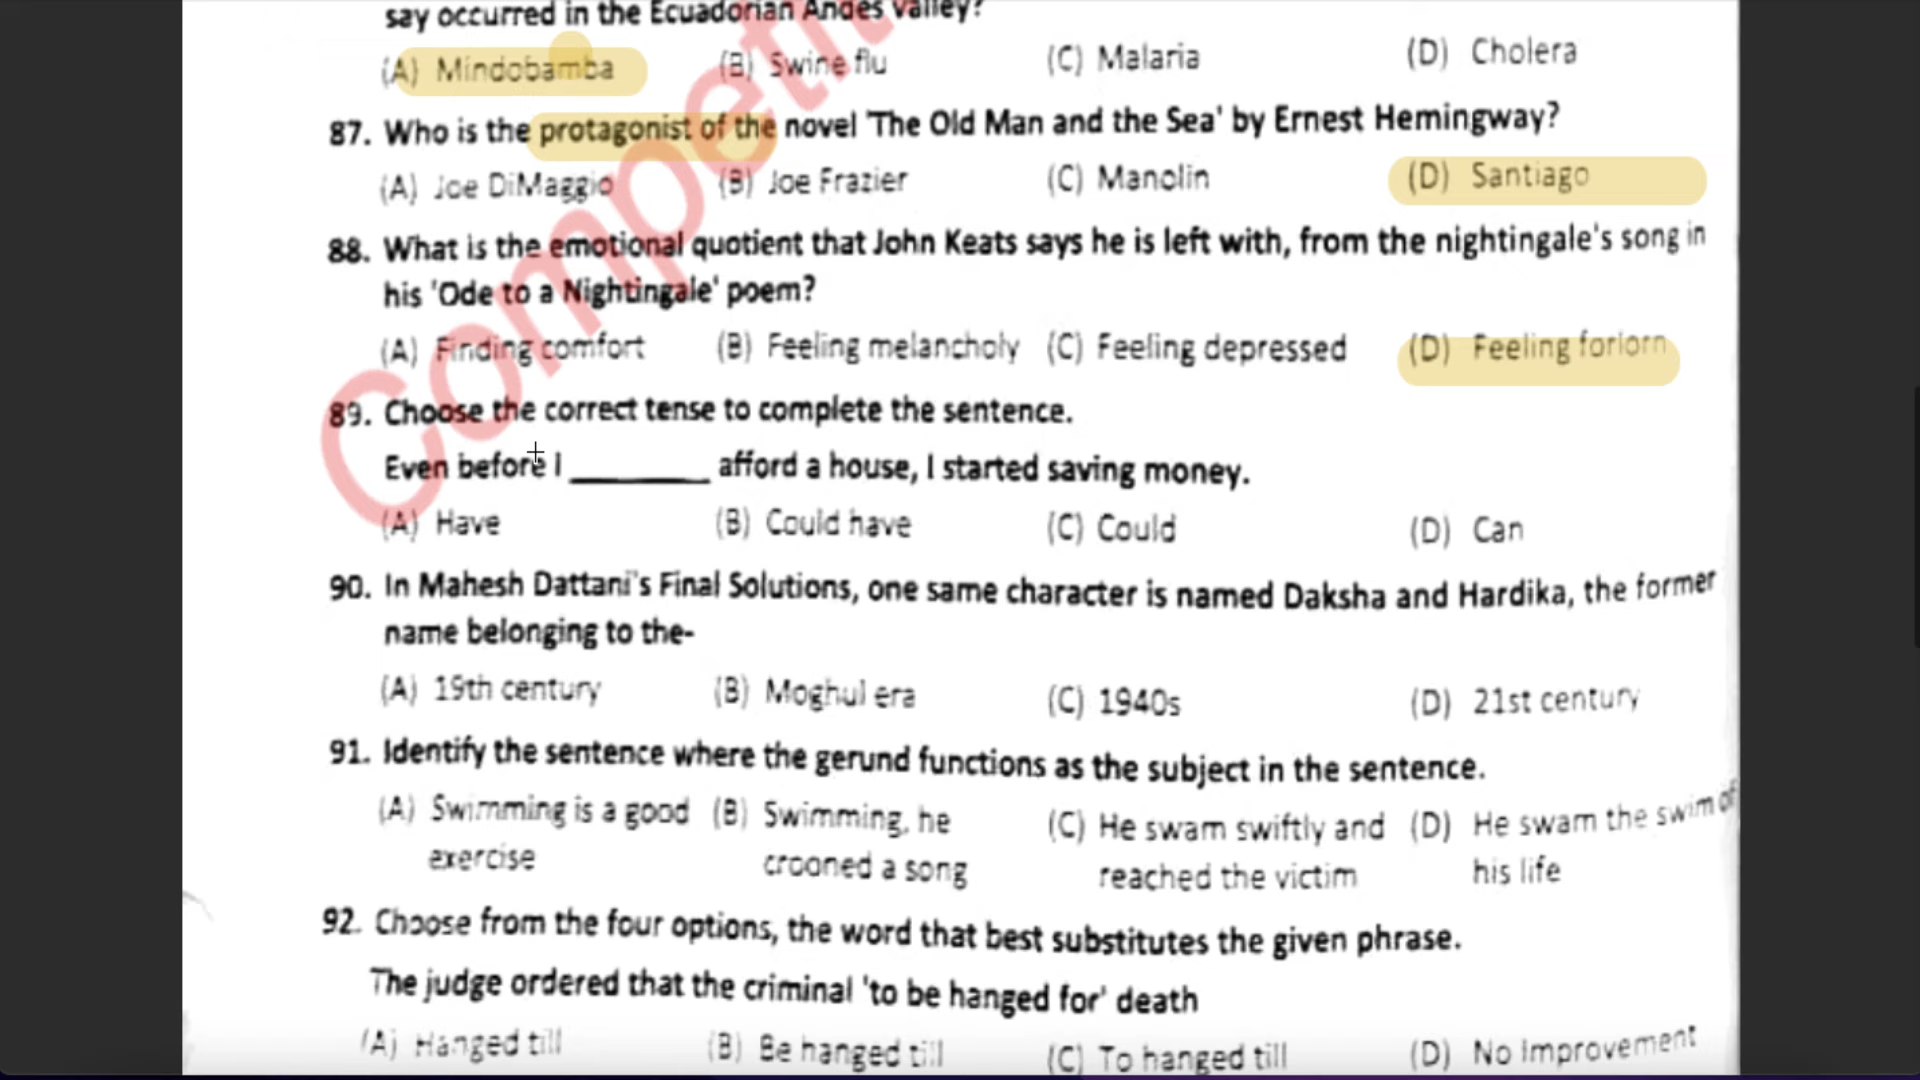 say occurred in the Ecuadorian Andes valley?
(A) Mindobamba (B) Swine flu (C) Malaria (D) Cholera
87. Who is the protagonist of the novel 'The Old Man and the Sea' by Ernest Hemingway?
(A) Joe DiMaggio (B) Joe Frazier (C) Manolin (D) Santiago
88. What is the emotional quotient that John Keats says he is left with, from the nightingale's song in
his 'Ode to a Nightingale' poem?
(A) Finding comfort (B) Feeling melancholy (C) Feeling depressed (D) Feeling forlorn
89. Choose the correct tense to complete the sentence.
Even before I ________ afford a house, I started saving money.
(A) Have (B) Could have (C) Could (D) Can
90. In Mahesh Dattani's Final Solutions, one same character is named Daksha and Hardika, the former
name belonging to the-
(A) 19th century (B) Moghul era (C) 1940s (D) 21st century
91. Identify the sentence where the gerund functions as the subject in the sentence.
(A) Swimming is a good (B) Swimming, he (C) He swam swiftly and (D) He swam the swim of
exercise crooned a song reached the victim his life
92. Choose from the four options, the word that best substitutes the given phrase.
The judge ordered that the criminal 'to be hanged for' death
(A) Hanged till (B) Be hanged till (C) To hanged till (D) No Improvement
Competit